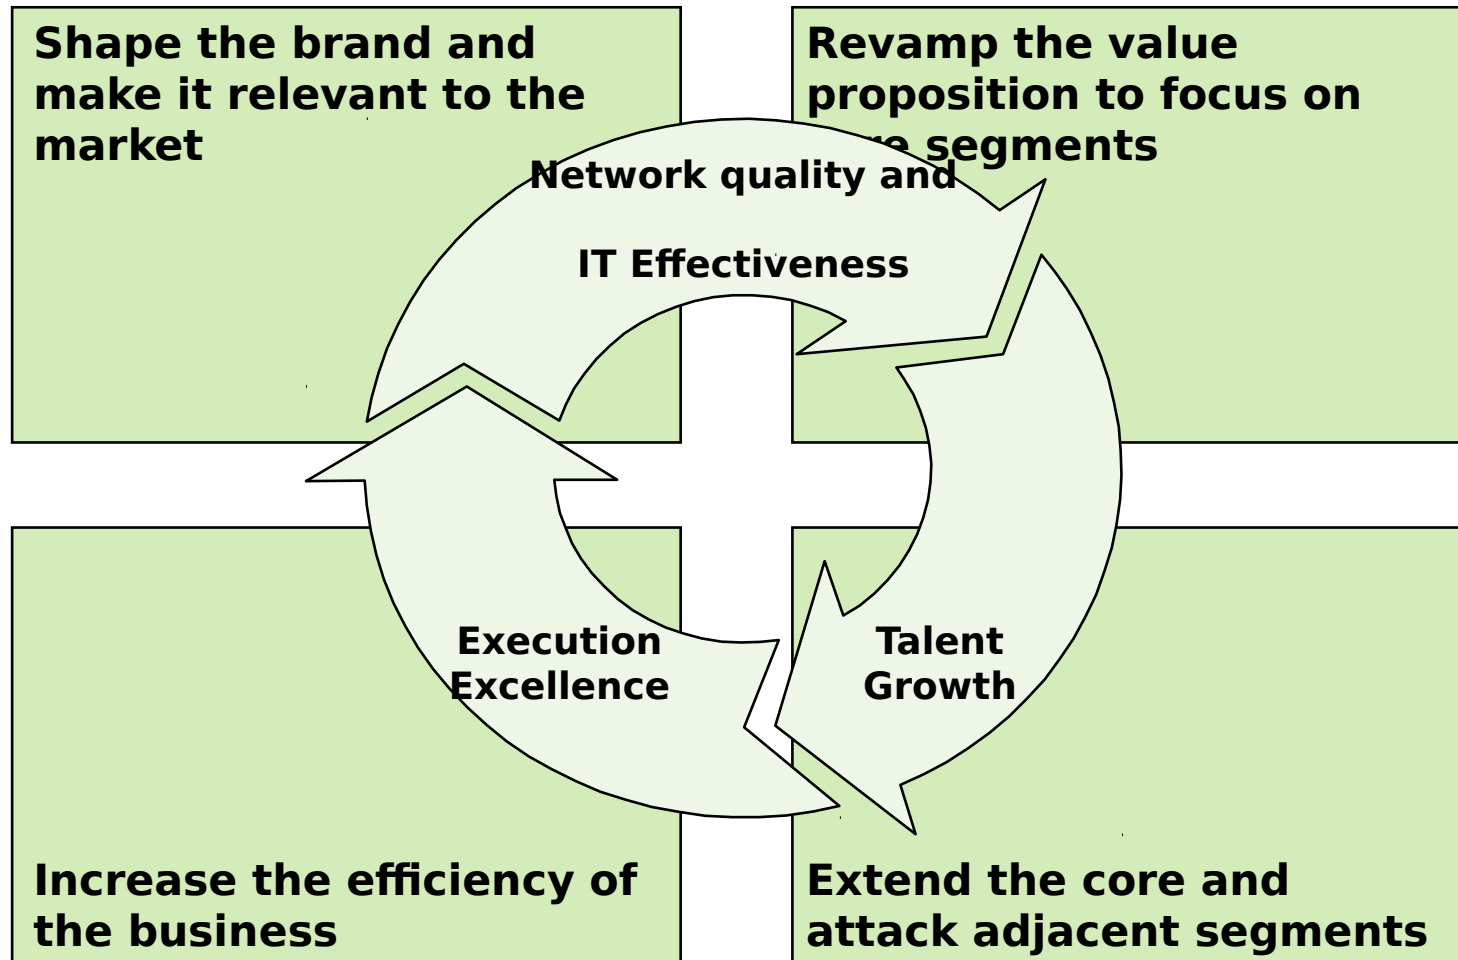 Shape the brand and
make it relevant to the
market
Revamp the value
proposition to focus on
segments
Network quality and
IT Effectiveness
Execution
Excellence
Talent
Growth
Increase the efficiency of
the business
Extend the core and
attack adjacent segments